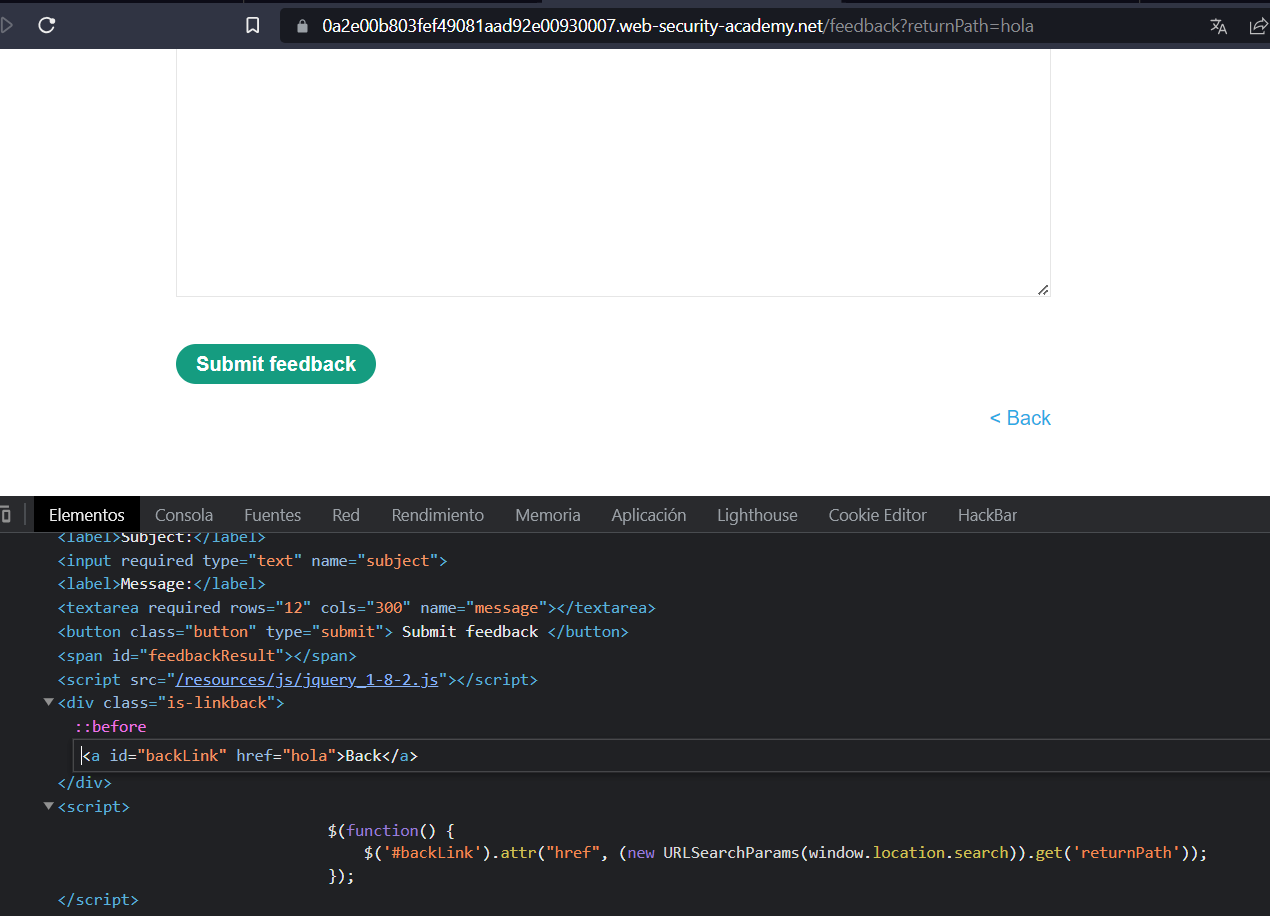 0a2e00b803fef49081aad92e00930007.web-security-academy.net/feedback?returnPath=hola
Submit feedback
< Back
Elementos Consola Fuentes Red Rendimiento Memoria Aplicación Lighthouse Cookie Editor HackBar
<label>Subject:</label>
<input required type="text" name="subject">
<label>Message:</label>
<textarea required rows="12" cols="300" name="message"></textarea>
<button class="button" type="submit"> Submit feedback </button>
<span id="feedbackResult"></span>
<script src="/resources/js/jquery_1-8-2.js"></script>
<div class="is-linkback">
::before
<a id="backLink" href="hola">Back</a>
</div>
<script>
$(function() {
$('#backLink').attr("href", (new URLSearchParams(window.location.search)).get('returnPath'));
});
</script>